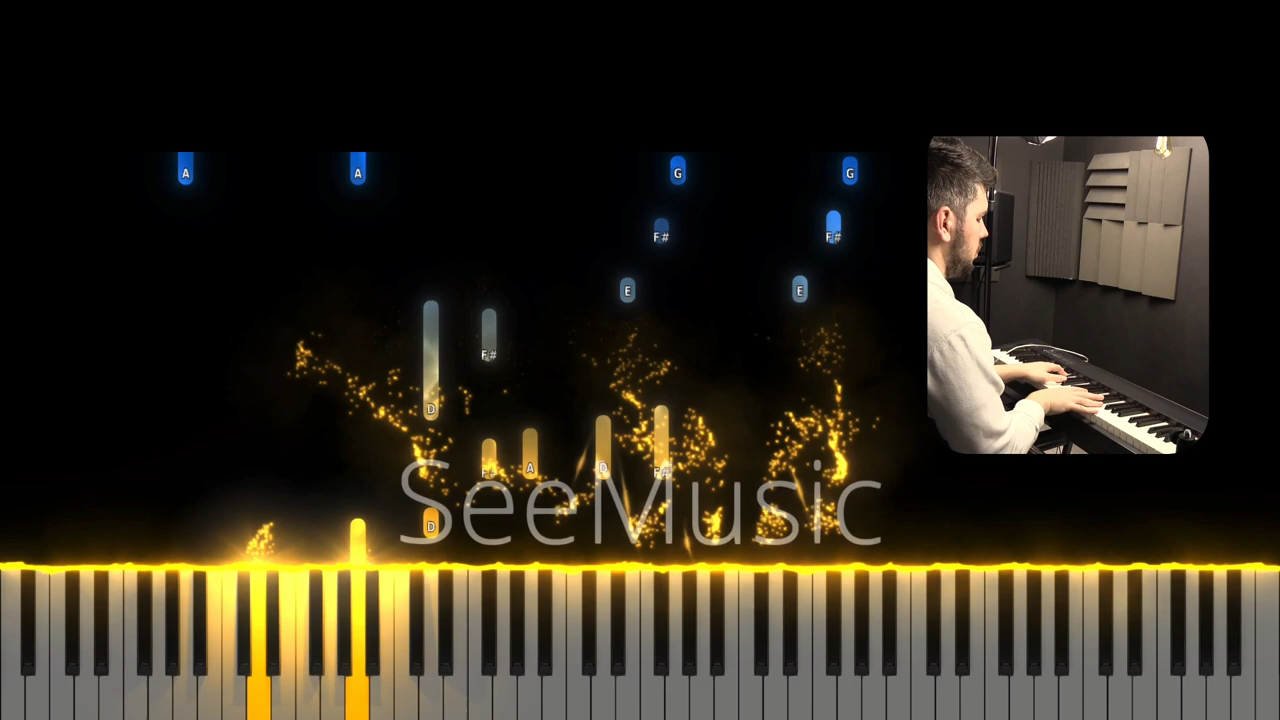 A A G G
F# F#
E E
F#
D
F# A D F#
D
SeeMusic